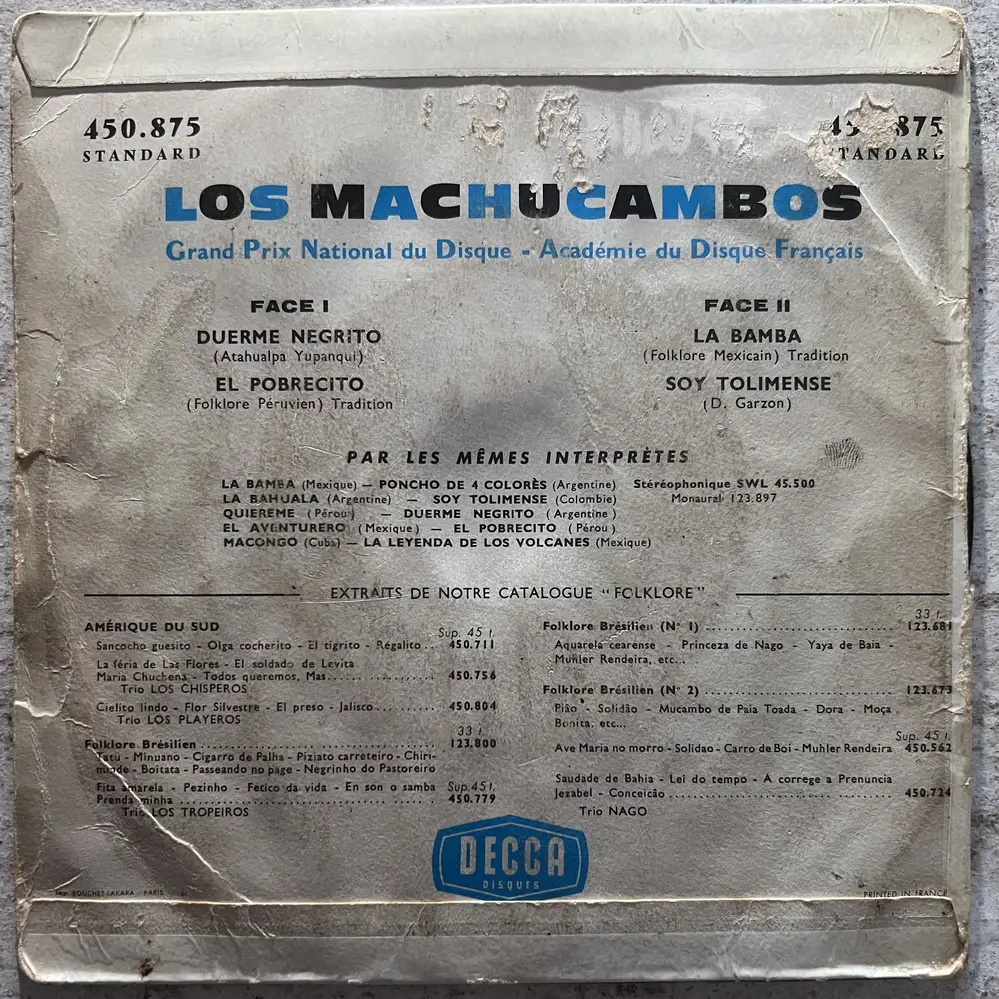 450.875
STANDARD
LOS MACHUCAMBOS
Grand Prix National du Disque - Académie du Disque Français
FACE I
DUERME NEGRITO
(Atahualpa Yupanqui)
EL POBRECITO
(Folklore Péruvien) Tradition
FACE II
LA BAMBA
(Folklore Mexicain) Tradition
SOY TOLIMENSE
(D. Garzon)
PAR LES MÊMES INTERPRÈTES
LA BAMBA (Mexique) — PONCHO DE 4 COLORÈS (Argentine) Stéréophonique SWL 45.500
LA BAHUALA (Argentine) — SOY TOLIMENSE (Colombie) Monaural 123.897
QUIEREME (Pérou) — DUERME NEGRITO (Argentine)
EL AVENTURERO (Mexique) — EL POBRECITO (Pérou)
MACONGO (Cuba) — LA LEYENDA DE LOS VOLCANES (Mexique)
EXTRAITS DE NOTRE CATALOGUE "FOLKLORE"
AMÉRIQUE DU SUD
Sup. 45 t.
Sancocho guesito - Olga cocherito - El tigrito - Régalito.. 450.711
La féria de Las Flores - El soldado de Levita
Maria Chuchena - Todos queremos, Mas.................. 450.756
Trio LOS CHISPEROS
Cielito lindo - Flor Silvestre - El preso - Jalisco......... 450.804
Trio LOS PLAYEROS
33 t.
Folklore Brésilien .................................... 123.800
Tatu - Minuano - Cigarro de Palha - Piziato carreteiro - Chiri-
minde - Boitata - Passeando no page - Negrinho do Pastoreiro
Fita amarela - Pezinho - Fetico da vida - En son o samba Sup. 45 t.
Prenda minha ........................................ 450.779
Trio LOS TROPEIROS
33 t.
Folklore Brésilien (N° 1) .................................. 123.681
Aquarela cearense - Princeza de Nago - Yaya de Baia -
Muhler Rendeira, etc...
Folklore Brésilien (N° 2) .................................. 123.673
Pião - Solidão - Mucambo de Paia Toada - Dora - Moça
Bonita, etc...
Sup. 45 t.
Ave Maria no morro - Solidao - Carro de Boi - Muhler Rendeira 450.562
Saudade de Bahia - Lei do tempo - A correge a Prenuncia
Jezabel - Conceicão ........................................ 450.724
Trio NAGO
DECCA
DISQUES
Imp. BOUCHET-LAKARA PARIS
PRINTED IN FRANCE